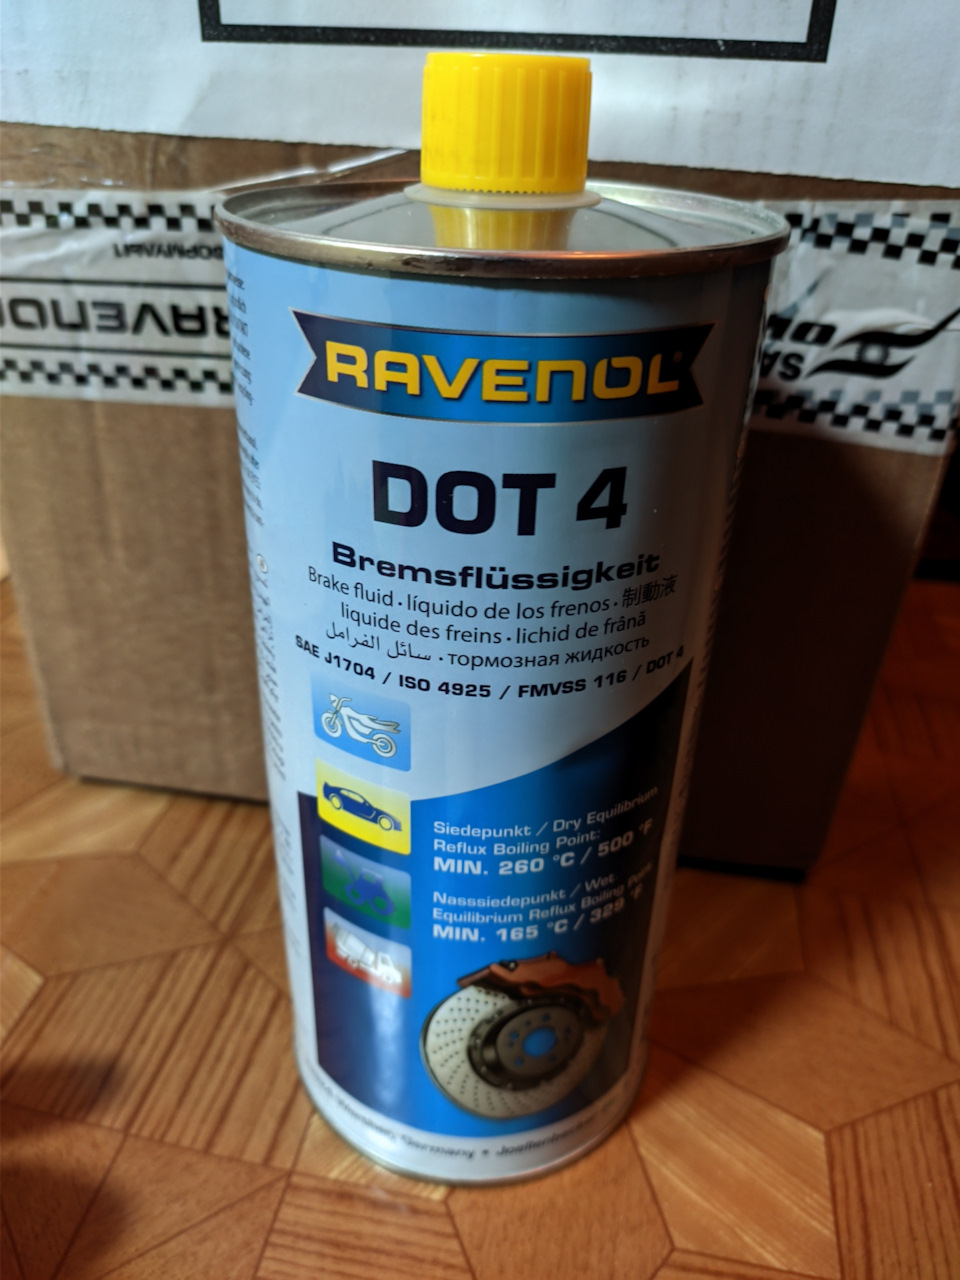 RAVENOL®
DOT 4
Bremsflüssigkeit
Brake fluid · líquido de los frenos · 制動液
liquide des freins · lichid de frână
سائل الفرامل · тормозная жидкость
SAE J1704 / ISO 4925 / FMVSS 116 / DOT 4
Siedepunkt / Dry Equilibrium
Reflux Boiling Point:
MIN. 260 °C / 500 °F
Nasssiedepunkt / Wet
Equilibrium Reflux Boiling Point
MIN. 165 °C / 329 °F
Germany
RAVENOL